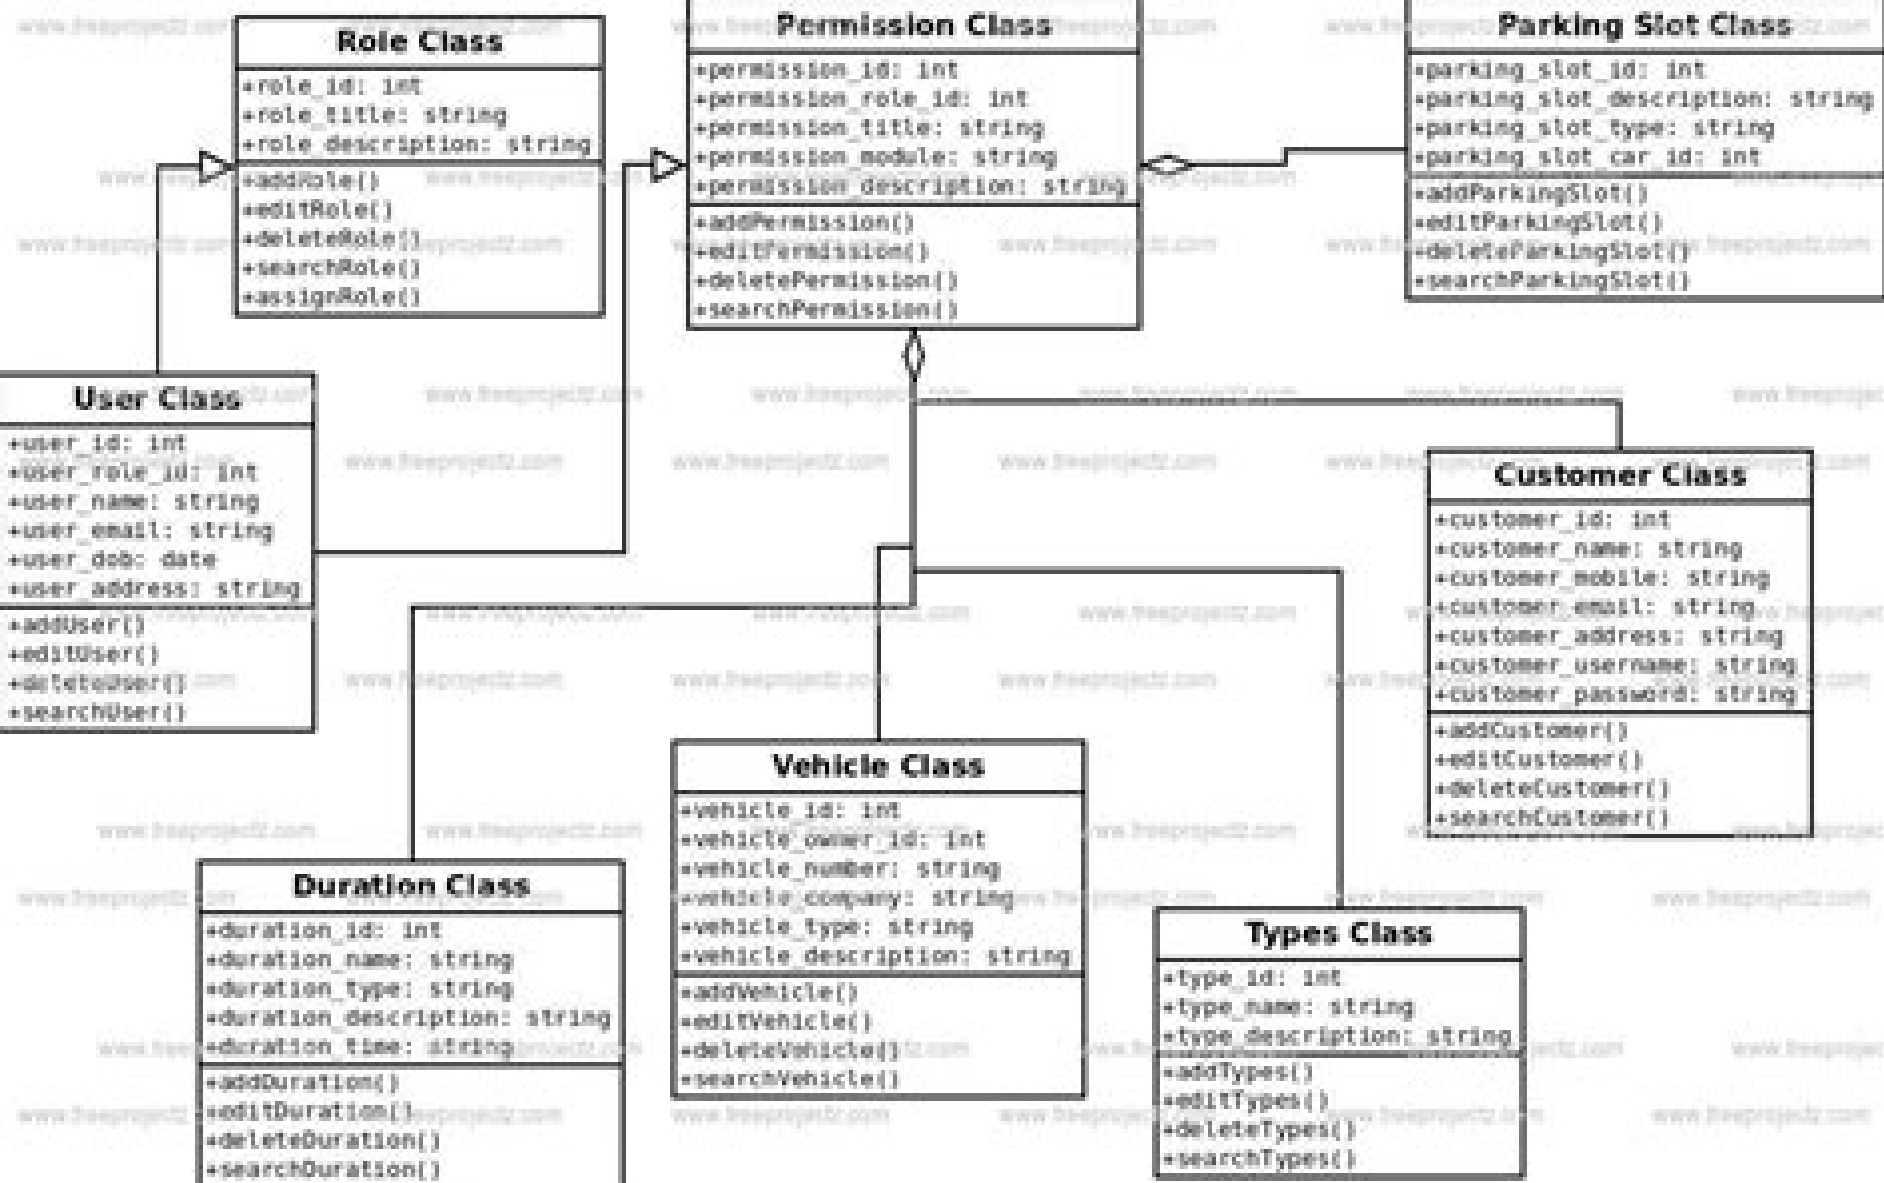 Role Class
+role_id: int
+role_title: string
+role_description: string
+addRole()
+editRole()
+deleteRole()
+searchRole()
+assignRole()
Permission Class
+permission_id: int
+permission_role_id: int
+permission_title: string
+permission_module: string
+permission_description: string
+addPermission()
+editPermission()
+deletePermission()
+searchPermission()
Parking Slot Class
+parking_slot_id: int
+parking_slot_description: string
+parking_slot_type: string
+parking_slot_car_id: int
+addParkingSlot()
+editParkingSlot()
+deleteParkingSlot()
+searchParkingSlot()
User Class
+user_id: int
+user_role_id: int
+user_name: string
+user_email: string
+user_dob: date
+user_address: string
+addUser()
+editUser()
+deleteUser()
+searchUser()
Customer Class
+customer_id: int
+customer_name: string
+customer_mobile: string
+customer_email: string
+customer_address: string
+customer_username: string
+customer_password: string
+addCustomer()
+editCustomer()
+deleteCustomer()
+searchCustomer()
Vehicle Class
+vehicle_id: int
+vehicle_owner_id: int
+vehicle_number: string
+vehicle_company: string
+vehicle_type: string
+vehicle_description: string
+addVehicle()
+editVehicle()
+deleteVehicle()
+searchVehicle()
Duration Class
+duration_id: int
+duration_name: string
+duration_type: string
+duration_description: string
+duration_time: string
+addDuration()
+editDuration()
+deleteDuration()
+searchDuration()
Types Class
+type_id: int
+type_name: string
+type_description: string
+addTypes()
+editTypes()
+deleteTypes()
+searchTypes()
www.freeprojectz.com